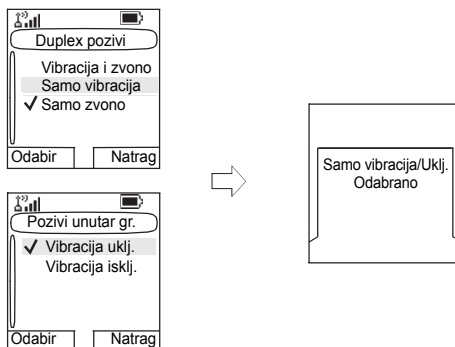 Duplex pozivi
Vibracija i zvono
Samo vibracija
✓ Samo zvono
Odabir Natrag
Pozivi unutar gr.
✓ Vibracija uklj.
Vibracija isklj.
Odabir Natrag
Samo vibracija/Uklj.
Odabrano